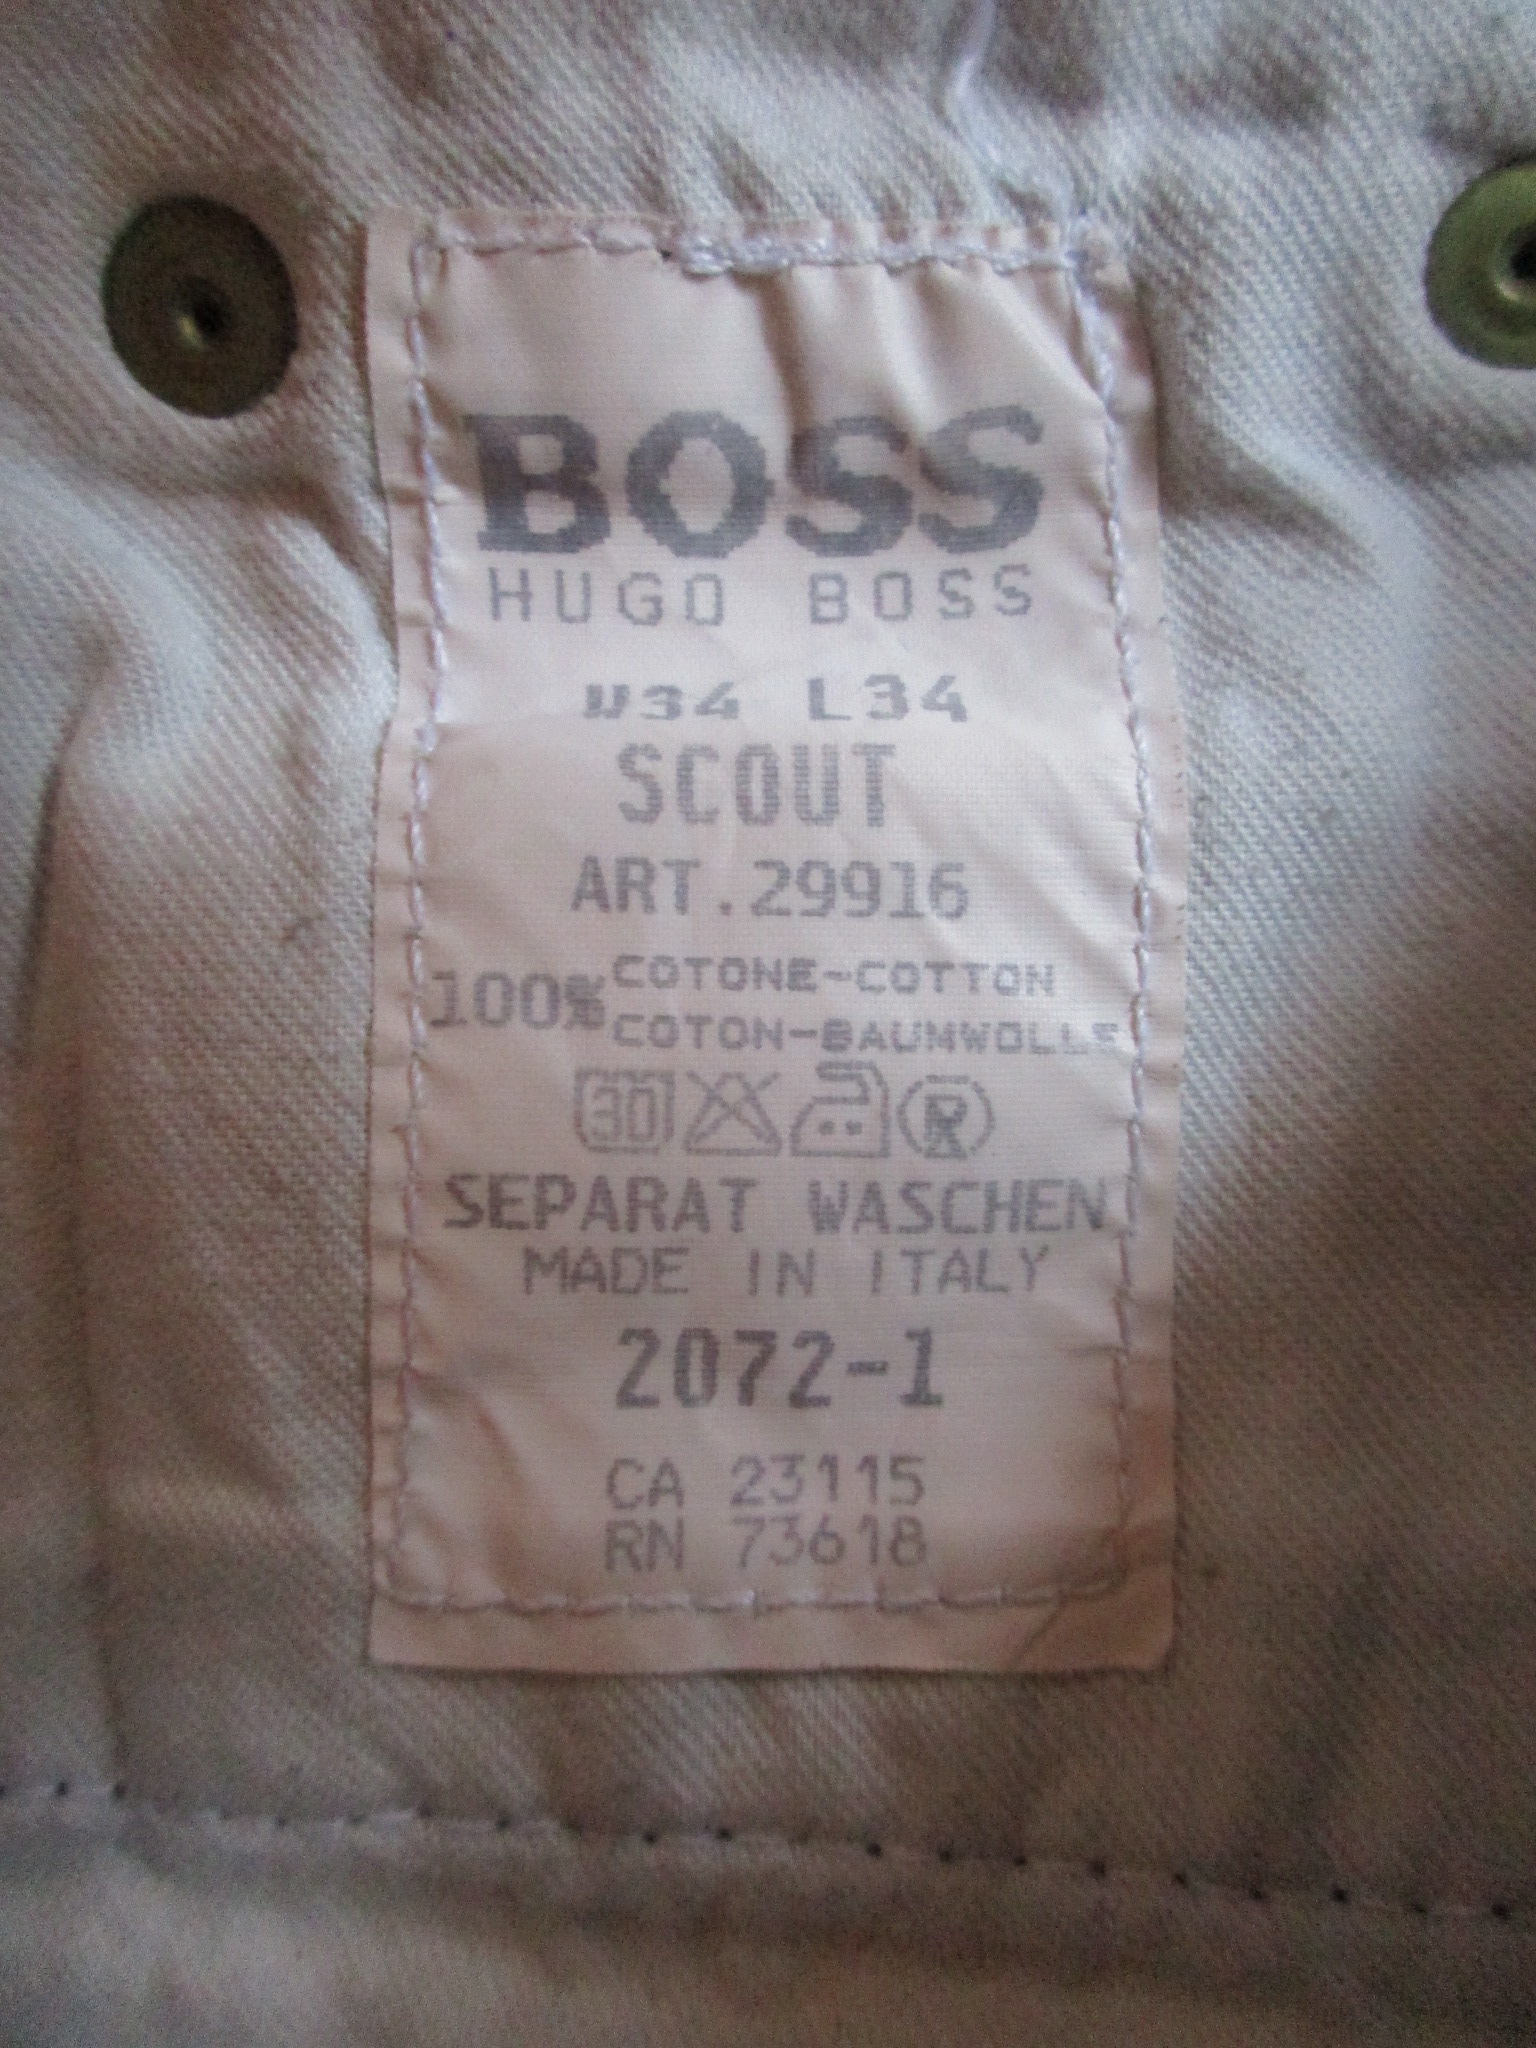 BOSS
HUGO BOSS
W34 L34
SCOUT
ART.29916
100% COTONE-COTTON
COTON-BAUMWOLLE
30 R
SEPARAT WASCHEN
MADE IN ITALY
2072-1
CA 23115
RN 73618